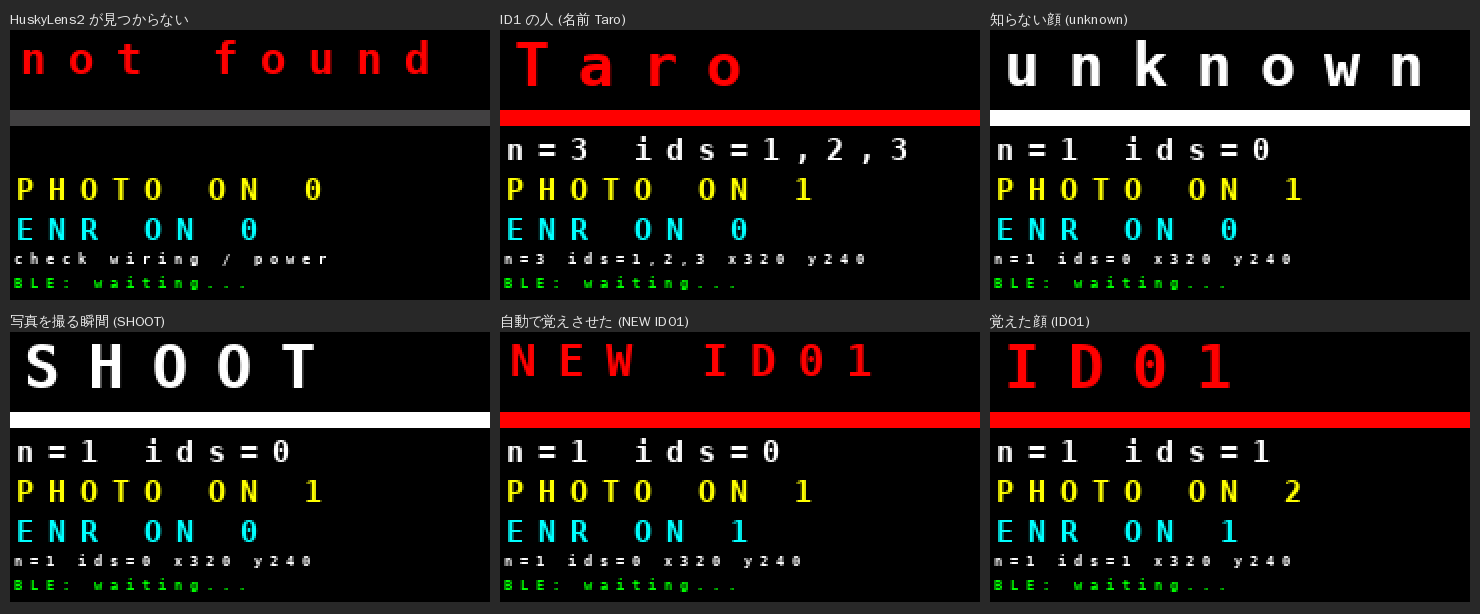 HuskyLens2 が見つからない
not found
PHOTO ON 0
ENR ON 0
check wiring / power
BLE: waiting...
ID1 の人 (名前 Taro)
Taro
n=3 ids=1,2,3
PHOTO ON 1
ENR ON 0
n=3 ids=1,2,3 x320 y240
BLE: waiting...
知らない顔 (unknown)
unknown
n=1 ids=0
PHOTO ON 1
ENR ON 0
n=1 ids=0 x320 y240
BLE: waiting...
写真を撮る瞬間 (SHOOT)
SHOOT
n=1 ids=0
PHOTO ON 1
ENR ON 0
n=1 ids=0 x320 y240
BLE: waiting...
自動で覚えさせた (NEW ID01)
NEW ID01
n=1 ids=0
PHOTO ON 1
ENR ON 1
n=1 ids=0 x320 y240
BLE: waiting...
覚えた顔 (ID01)
ID01
n=1 ids=1
PHOTO ON 2
ENR ON 1
n=1 ids=1 x320 y240
BLE: waiting...